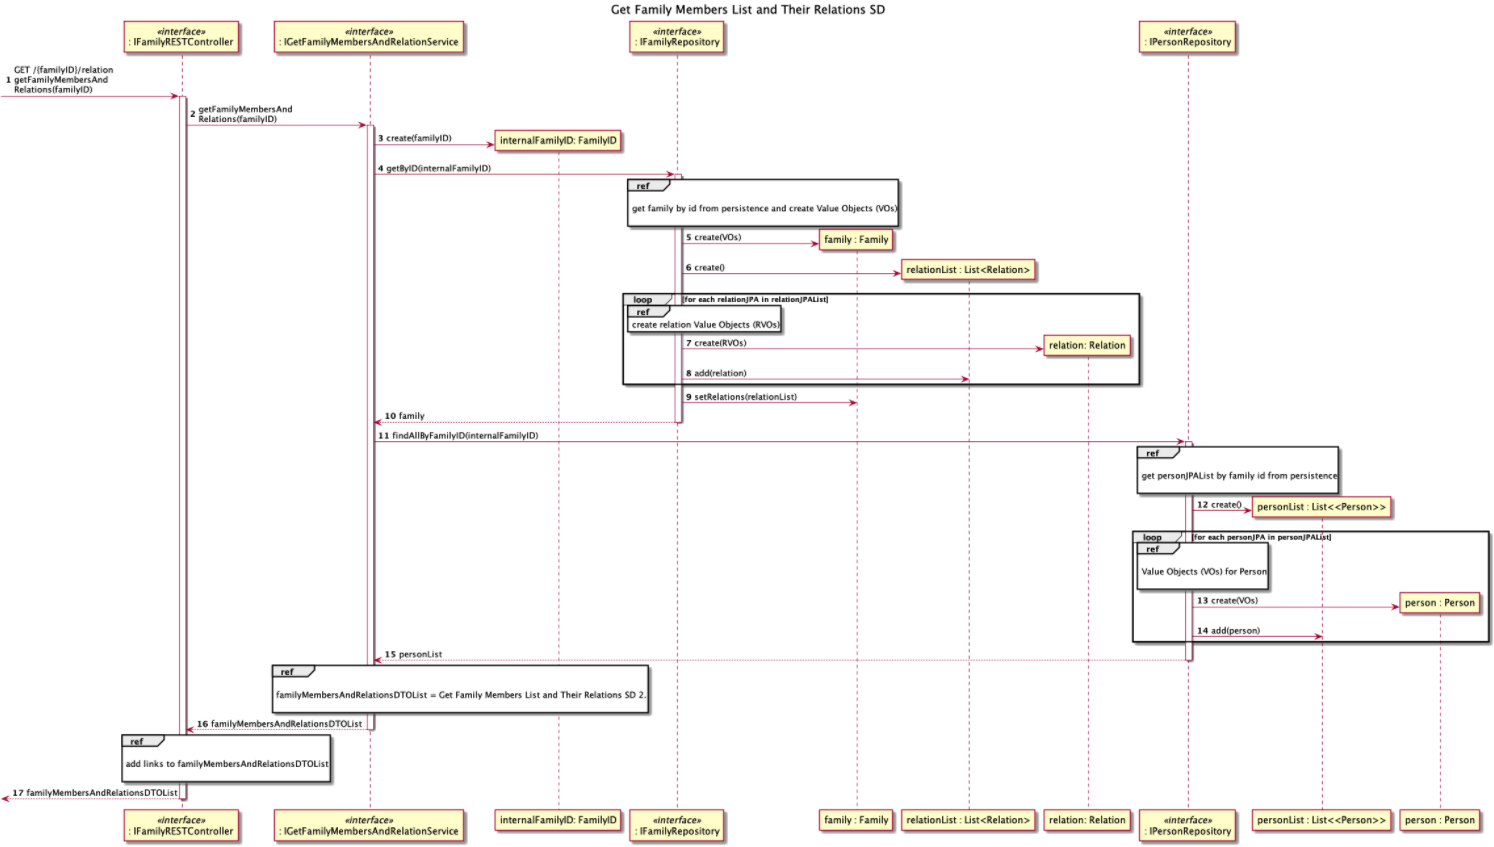 Get Family Members List and Their Relations SD
«interface»
: IFamilyRESTController
«interface»
: IGetFamilyMembersAndRelationService
«interface»
: IFamilyRepository
«interface»
: IPersonRepository
GET /{familyID}/relation
1 getFamilyMembersAnd
Relations(familyID)
2 getFamilyMembersAnd
Relations(familyID)
3 create(familyID)
internalFamilyID: FamilyID
4 getByID(internalFamilyID)
ref
get family by id from persistence and create Value Objects (VOs)
5 create(VOs)
family : Family
6 create()
relationList : List<Relation>
loop [for each relationJPA in relationJPAList]
ref
create relation Value Objects (RVOs)
7 create(RVOs)
relation: Relation
8 add(relation)
9 setRelations(relationList)
10 family
11 findAllByFamilyID(internalFamilyID)
ref
get personJPAList by family id from persistence
12 create()
personList : List<<Person>>
loop [for each personJPA in personJPAList]
ref
Value Objects (VOs) for Person
13 create(VOs)
person : Person
14 add(person)
15 personList
ref
familyMembersAndRelationsDTOList = Get Family Members List and Their Relations SD 2.
16 familyMembersAndRelationsDTOList
ref
add links to familyMembersAndRelationsDTOList
17 familyMembersAndRelationsDTOList
«interface»
: IFamilyRESTController
«interface»
: IGetFamilyMembersAndRelationService
internalFamilyID: FamilyID
«interface»
: IFamilyRepository
family : Family
relationList : List<Relation>
relation: Relation
«interface»
: IPersonRepository
personList : List<<Person>>
person : Person